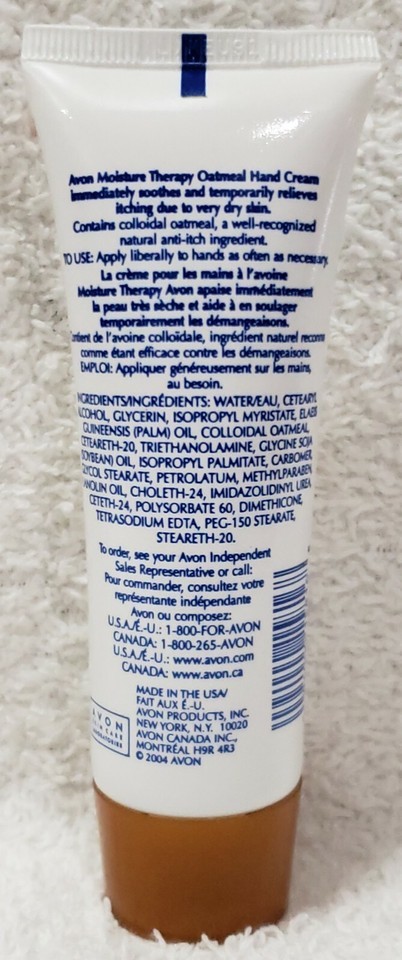 Avon Moisture Therapy Oatmeal Hand Cream
immediately soothes and temporarily relieves
itching due to very dry skin.
Contains colloidal oatmeal, a well-recognized
natural anti-itch ingredient.
TO USE: Apply liberally to hands as often as necessary.
La crème pour les mains à l'avoine
Moisture Therapy Avon apaise immédiatement
la peau très sèche et aide à en soulager
temporairement les démangeaisons.
de l'avoine colloïdale, ingrédient naturel
comme étant efficace contre les démangeaisons.
EMPLOI: Appliquer généreusement sur les mains,
au besoin.
INGREDIENTS/INGRÉDIENTS: WATER/EAU,
ALCOHOL, GLYCERIN, ISOPROPYL MYRISTATE,
GUINEENSIS (PALM) OIL, COLLOIDAL OATMEAL,
CETEARETH-20, TRIETHANOLAMINE, GLYCINE SOJA
(SOYBEAN) OIL, ISOPROPYL PALMITATE, CARBOMER,
GLYCOL STEARATE, PETROLATUM, METHYLPARABEN,
LANOLIN OIL, CHOLETH-24, IMIDAZOLIDINYL UREA,
CETETH-24, POLYSORBATE 60, DIMETHICONE,
TETRASODIUM EDTA, PEG-150 STEARATE,
STEARETH-20.
To order, see your Avon Independent
Sales Representative or call:
Pour commander, consultez votre
représentante indépendante
Avon ou composez:
U.S.A./É.-U.: 1-800-FOR-AVON
CANADA: 1-800-265-AVON
U.S.A./É.-U.: www.avon.com
CANADA: www.avon.ca
MADE IN THE USA/
FAIT AUX É.-U.
AVON PRODUCTS, INC.
NEW YORK, N.Y. 10020
AVON CANADA INC.,
MONTRÉAL H9R 4R3
© 2004 AVON
AVON